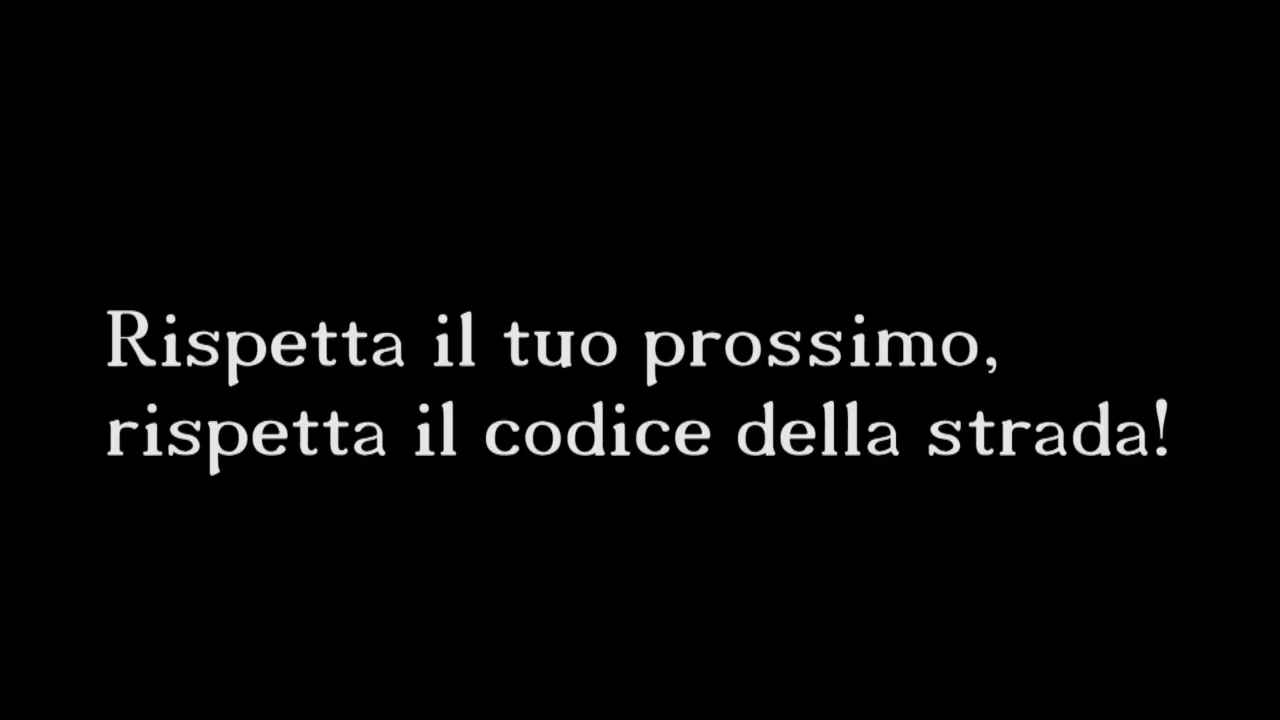 Rispetta il tuo prossimo,
rispetta il codice della strada!